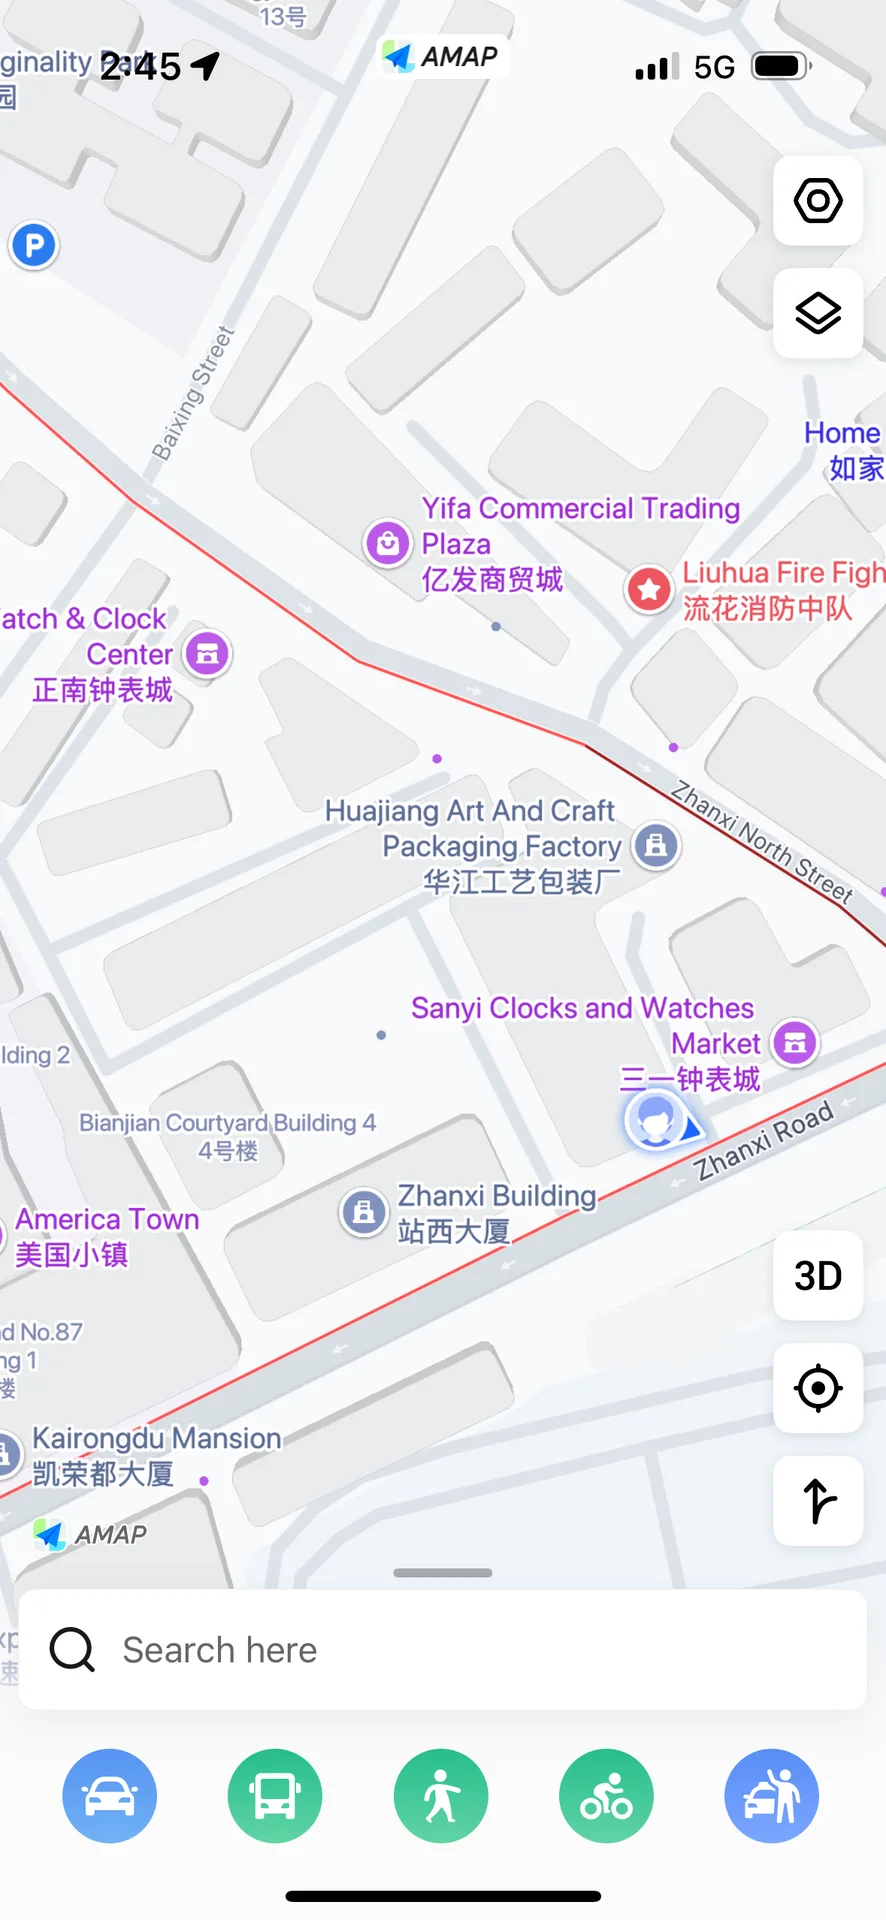 13号
ginality Park
园
2:45
AMAP
5G
P
Baixing Street
Home
如家
Yifa Commercial Trading
Plaza
亿发商贸城
Liuhua Fire Figh
流花消防中队
atch & Clock
Center
正南钟表城
Zhanxi North Street
Huajiang Art And Craft
Packaging Factory
华江工艺包装厂
Sanyi Clocks and Watches
Market
三一钟表城
lding 2
Bianjian Courtyard Building 4
4号楼
Zhanxi Road
Zhanxi Building
站西大厦
America Town
美国小镇
3D
d No.87
ng 1
楼
Kairongdu Mansion
凯荣都大厦
AMAP
Search here